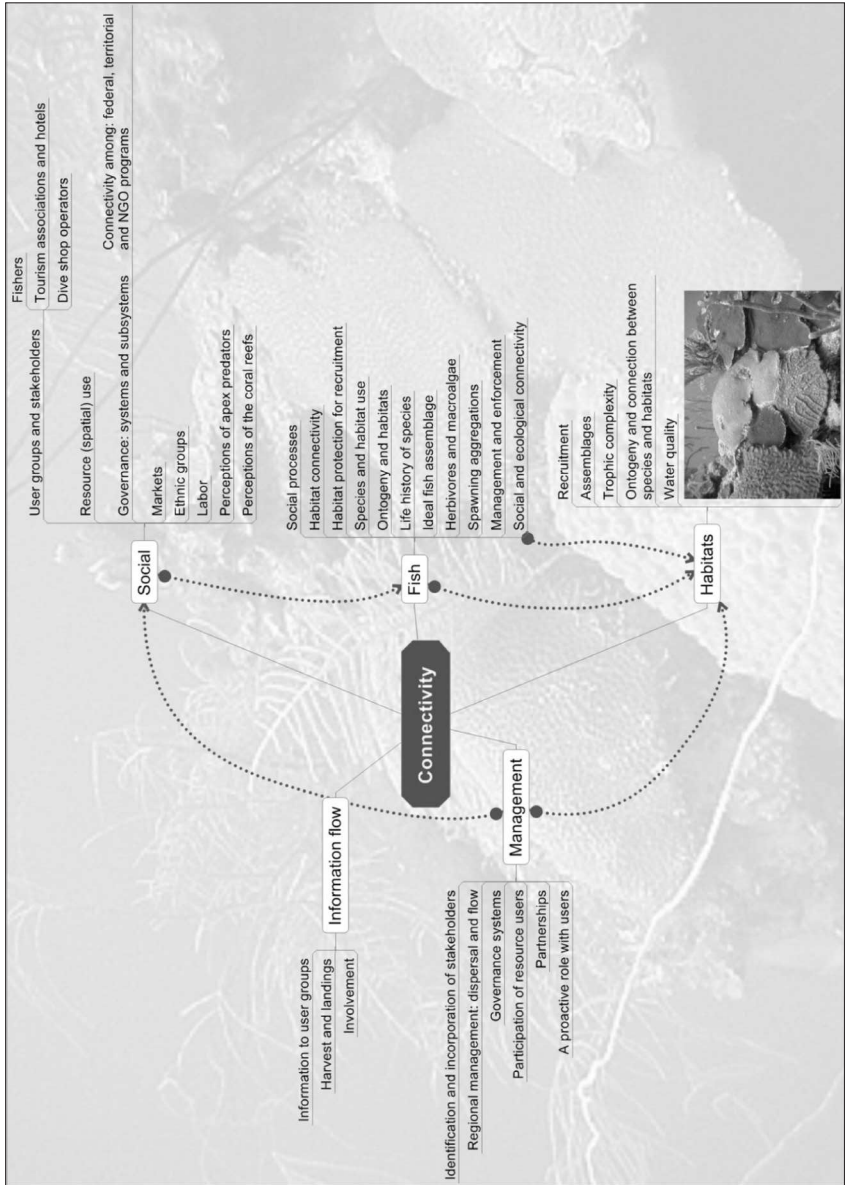 Connectivity
Social
User groups and stakeholders
Fishers
Tourism associations and hotels
Dive shop operators
Resource (spatial) use
Governance: systems and subsystems
Connectivity among: federal, territorial
and NGO programs
Markets
Ethnic groups
Labor
Perceptions of apex predators
Perceptions of the coral reefs
Fish
Social processes
Habitat connectivity
Habitat protection for recruitment
Species and habitat use
Ontogeny and habitats
Life history of species
Ideal fish assemblage
Herbivores and macroalgae
Spawning aggregations
Management and enforcement
Social and ecological connectivity
Habitats
Recruitment
Assemblages
Trophic complexity
Ontogeny and connection between
species and habitats
Water quality
Information flow
Information to user groups
Harvest and landings
Involvement
Management
Identification and incorporation of stakeholders
Regional management: dispersal and flow
Governance systems
Participation of resource users
Partnerships
A proactive role with users